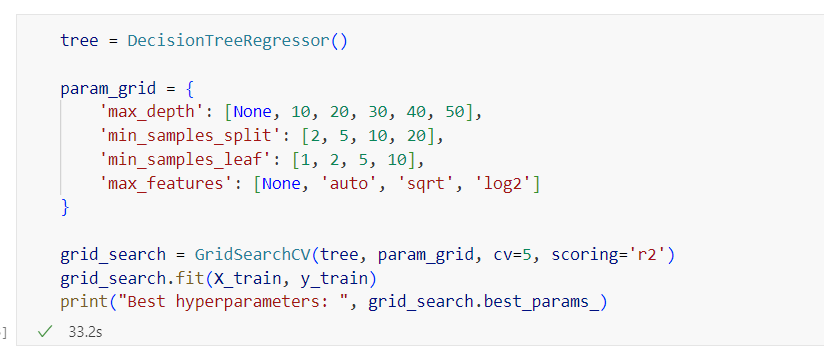 tree = DecisionTreeRegressor()
param_grid = {
    'max_depth': [None, 10, 20, 30, 40, 50],
    'min_samples_split': [2, 5, 10, 20],
    'min_samples_leaf': [1, 2, 5, 10],
    'max_features': [None, 'auto', 'sqrt', 'log2']
}
grid_search = GridSearchCV(tree, param_grid, cv=5, scoring='r2')
grid_search.fit(X_train, y_train)
print("Best hyperparameters: ", grid_search.best_params_)
] ✓ 33.2s